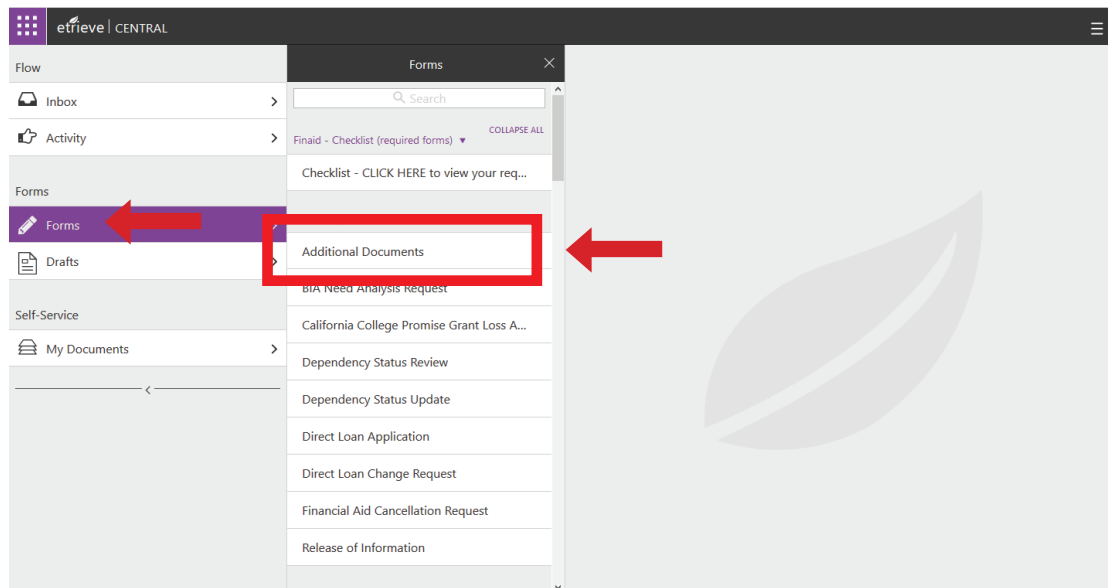 etrieve | CENTRAL
Flow
Inbox
Activity
Forms
Forms
Drafts
Self-Service
My Documents
Forms
Search
COLLAPSE ALL
Finaid - Checklist (required forms)
Checklist - CLICK HERE to view your req...
Additional Documents
BIA Need Analysis Request
California College Promise Grant Loss A...
Dependency Status Review
Dependency Status Update
Direct Loan Application
Direct Loan Change Request
Financial Aid Cancellation Request
Release of Information